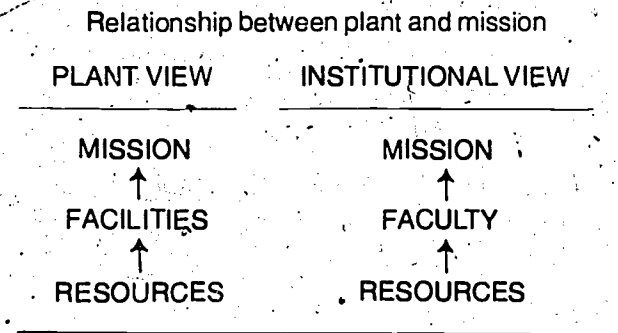 Relationship between plant and mission
PLANT VIEW INSTITUTIONAL VIEW
MISSION MISSION
FACILITIES FACULTY
RESOURCES RESOURCES